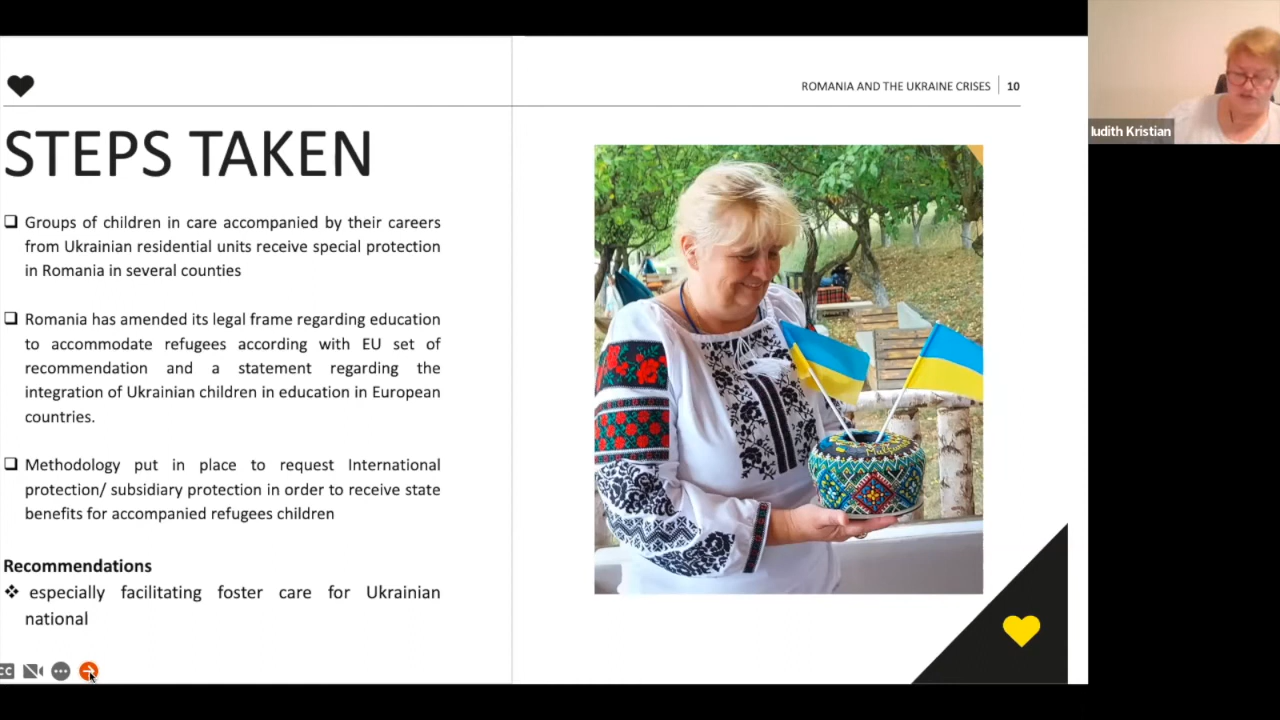 ROMANIA AND THE UKRAINE CRISES 10
STEPS TAKEN
Groups of children in care accompanied by their careers
from Ukrainian residential units receive special protection
in Romania in several counties
Romania has amended its legal frame regarding education
to accommodate refugees according with EU set of
recommendation and a statement regarding the
integration of Ukrainian children in education in European
countries.
Methodology put in place to request International
protection/ subsidiary protection in order to receive state
benefits for accompanied refugees children
Recommendations
especially facilitating foster care for Ukrainian
national
CC
Iudith Kristian